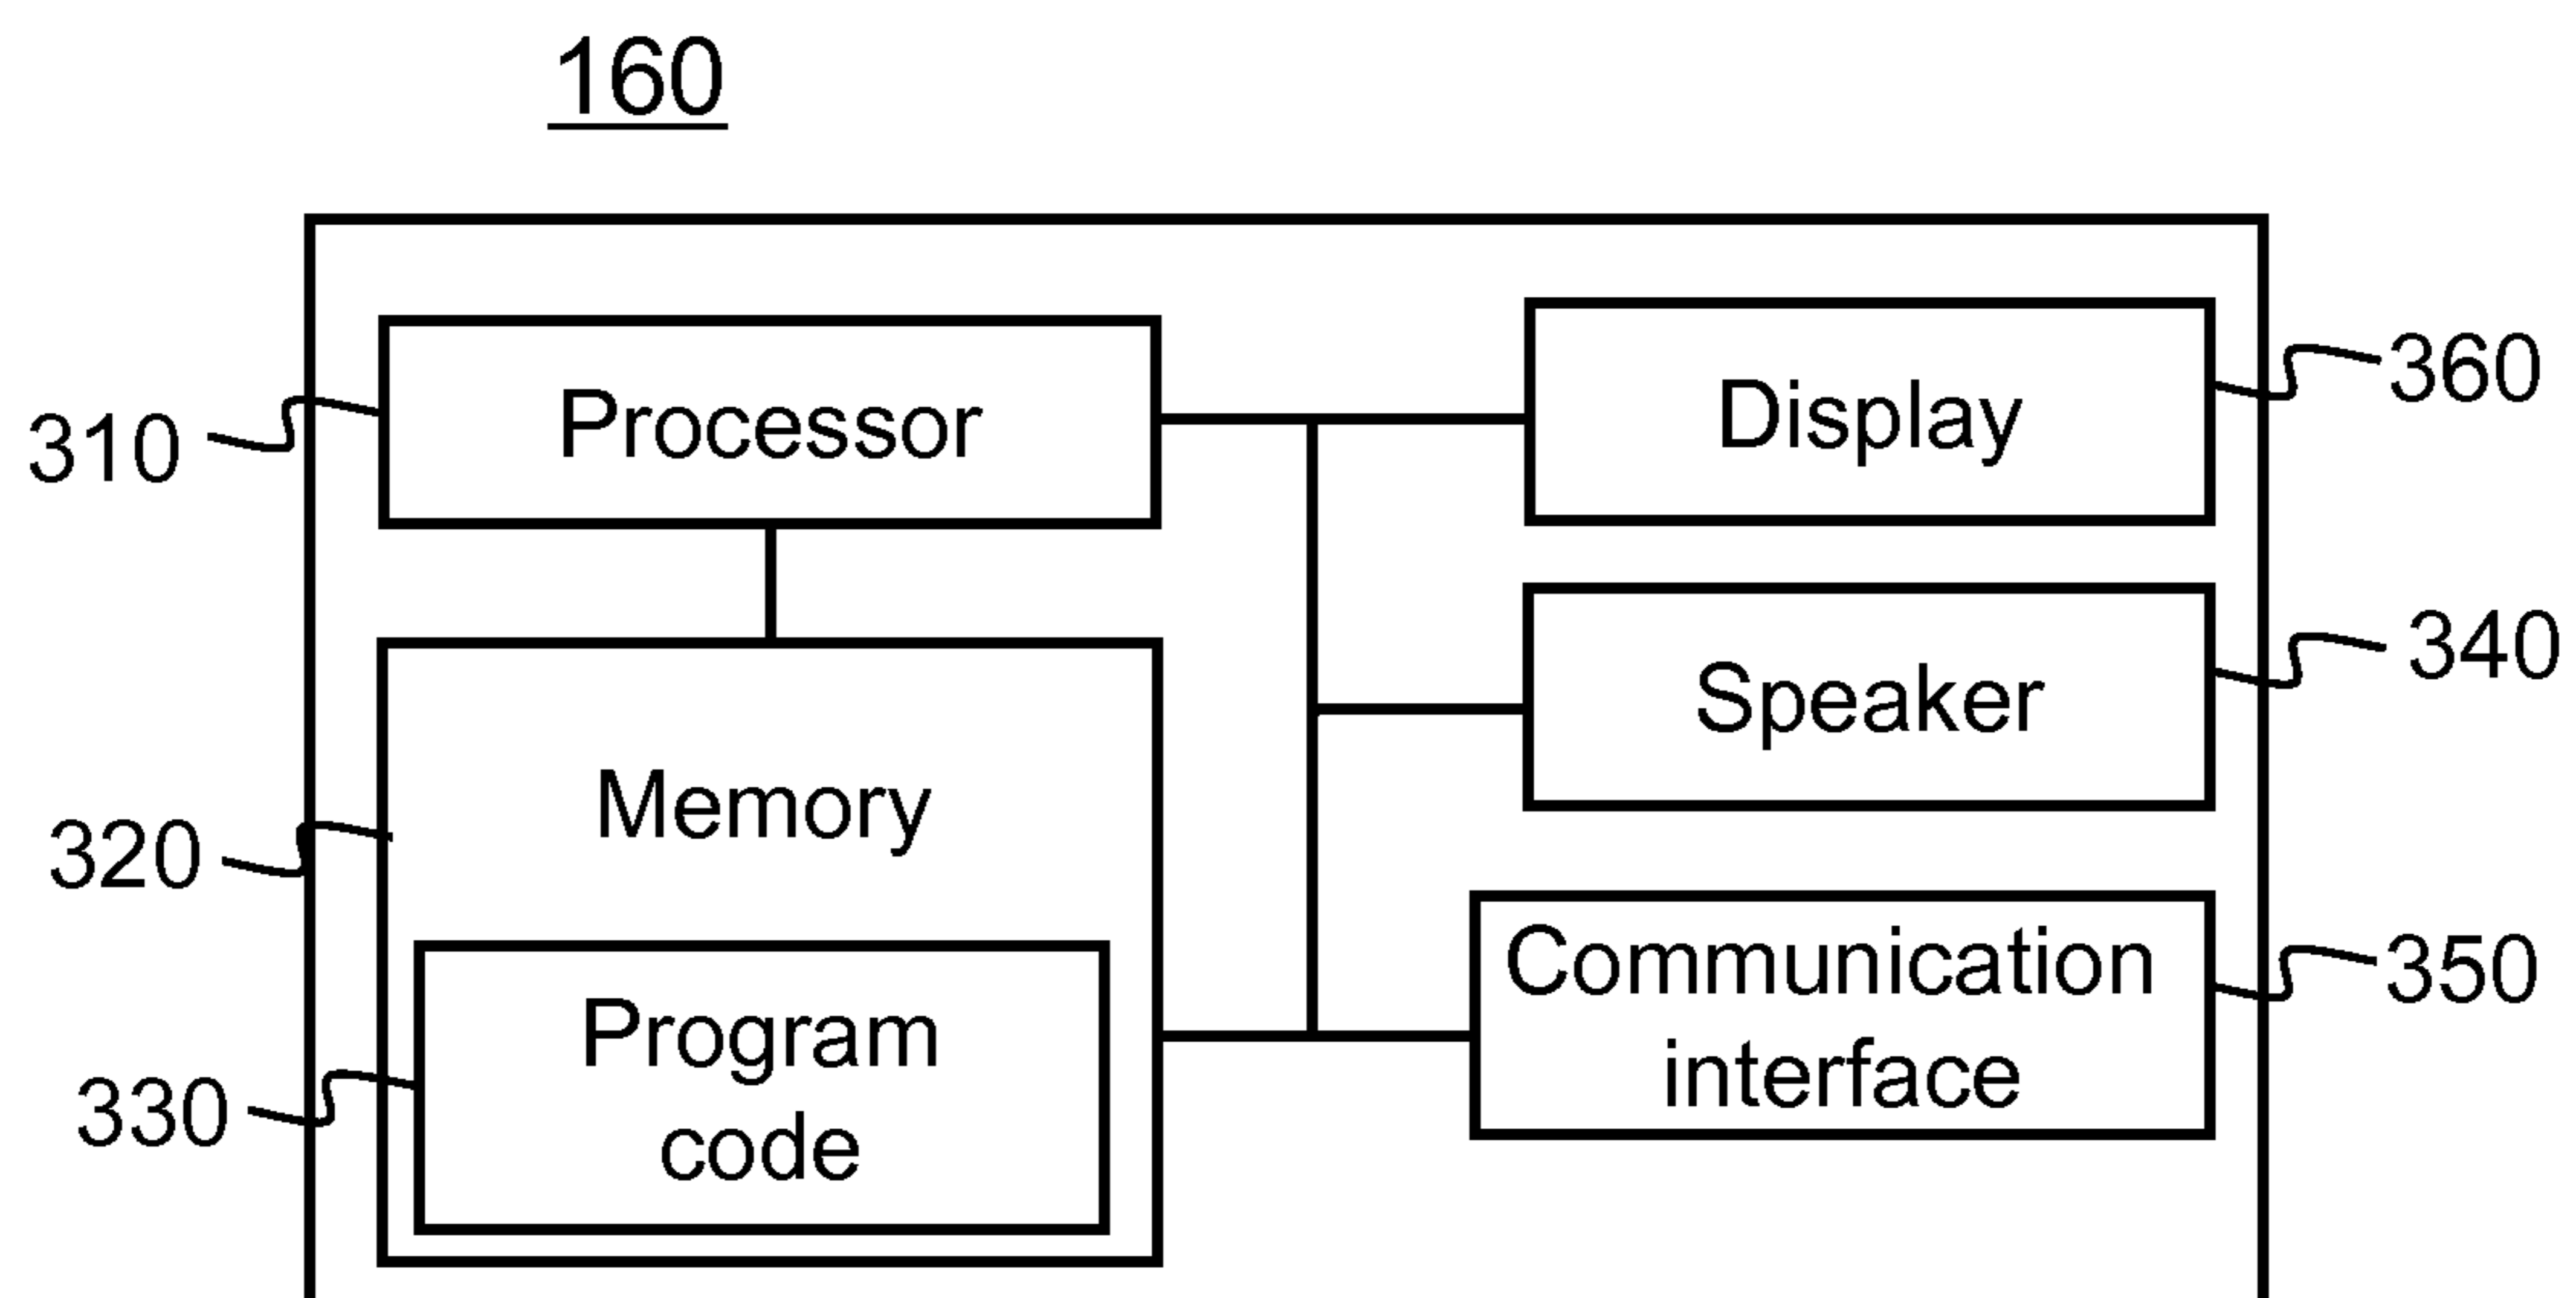 160
Processor
310
Display
360
Speaker
340
Memory
320
Communication
interface
350
Program
code
330